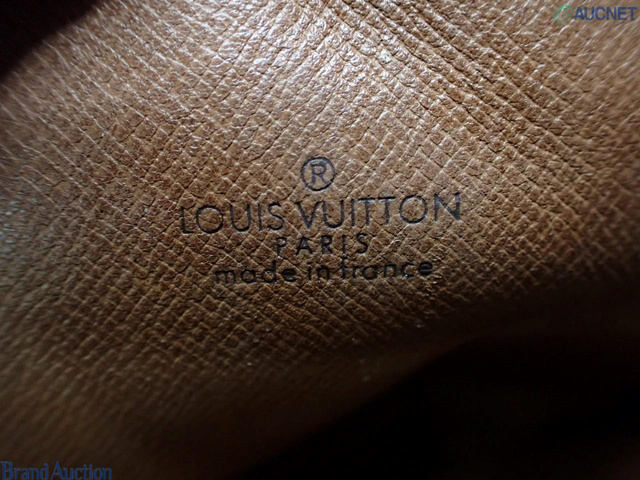 AUCNET
®
LOUIS VUITTON
PARIS
made in france
Brand Auction